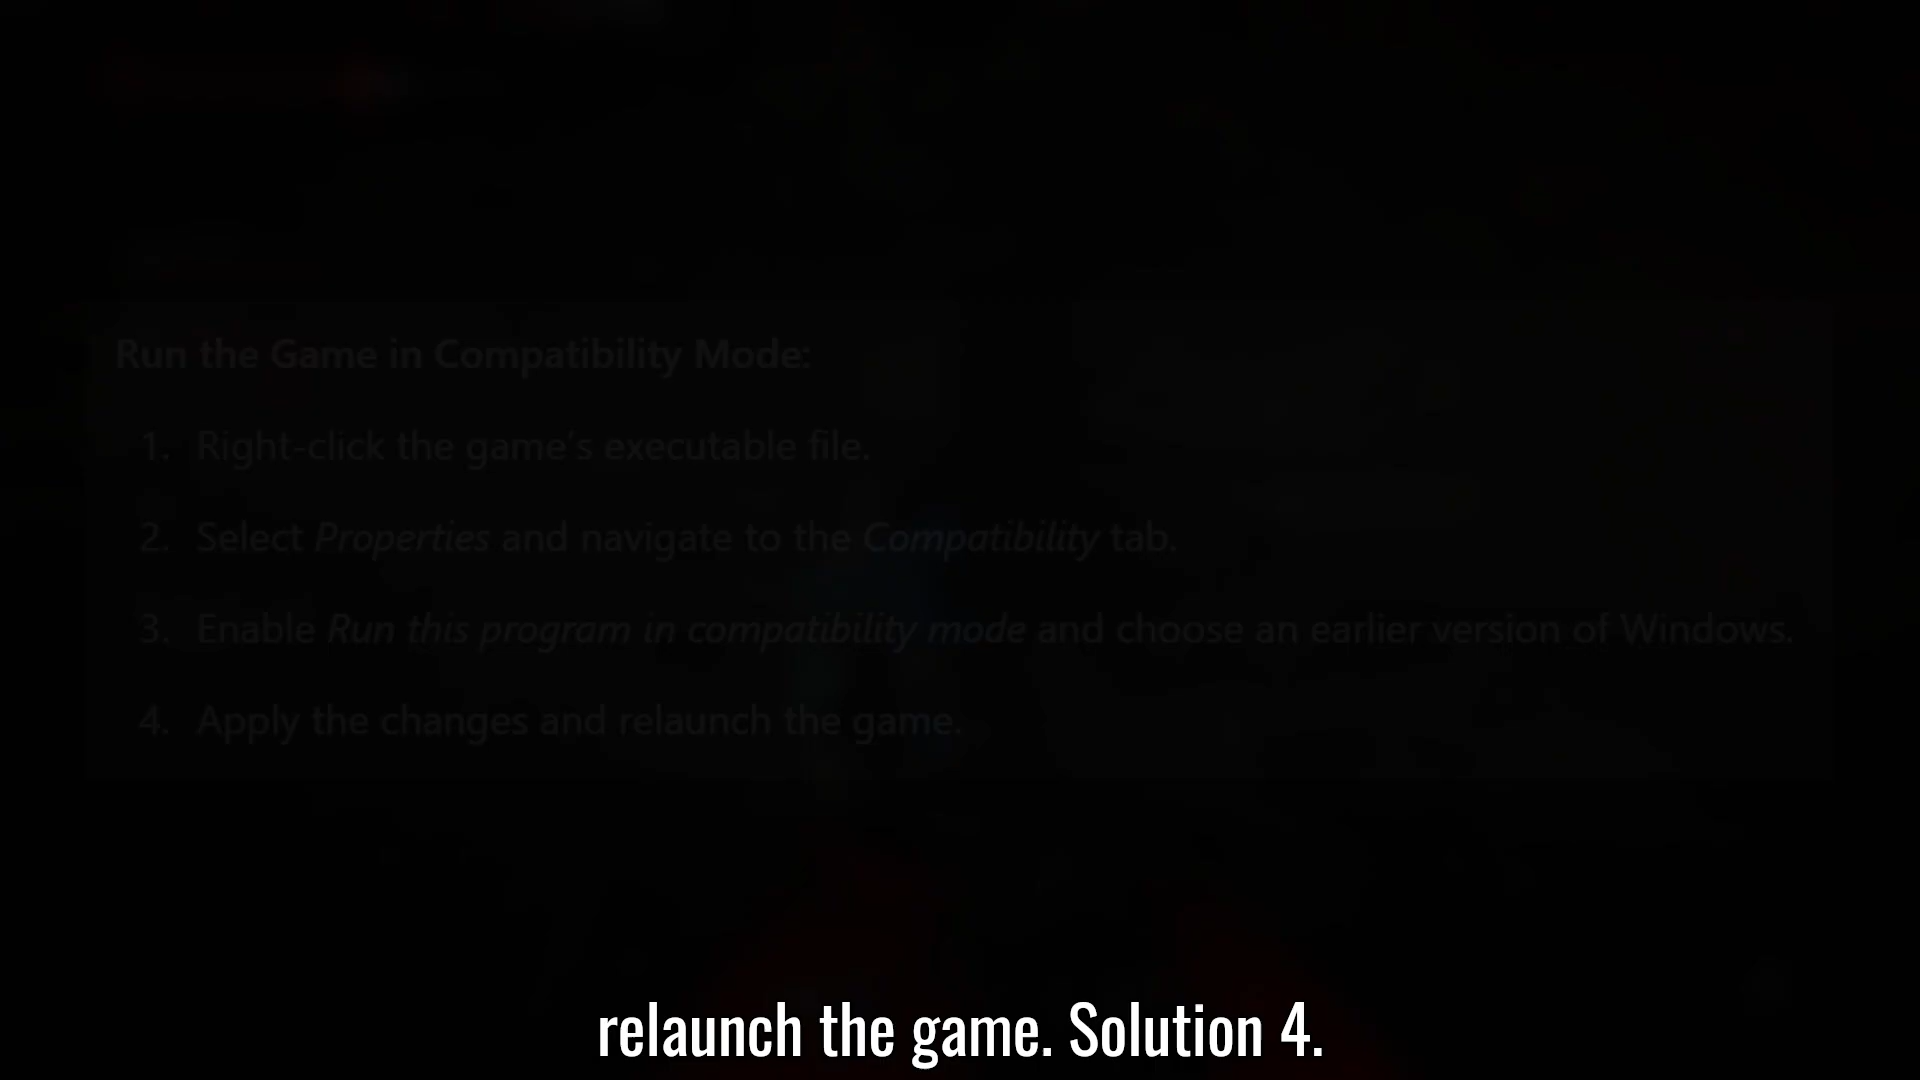 Run the Game in Compatibility Mode:
1. Right-click the game's executable file.
2. Select Properties and navigate to the Compatibility tab.
3. Enable Run this program in compatibility mode and choose an earlier version of Windows.
4. Apply the changes and relaunch the game.
relaunch the game. Solution 4.